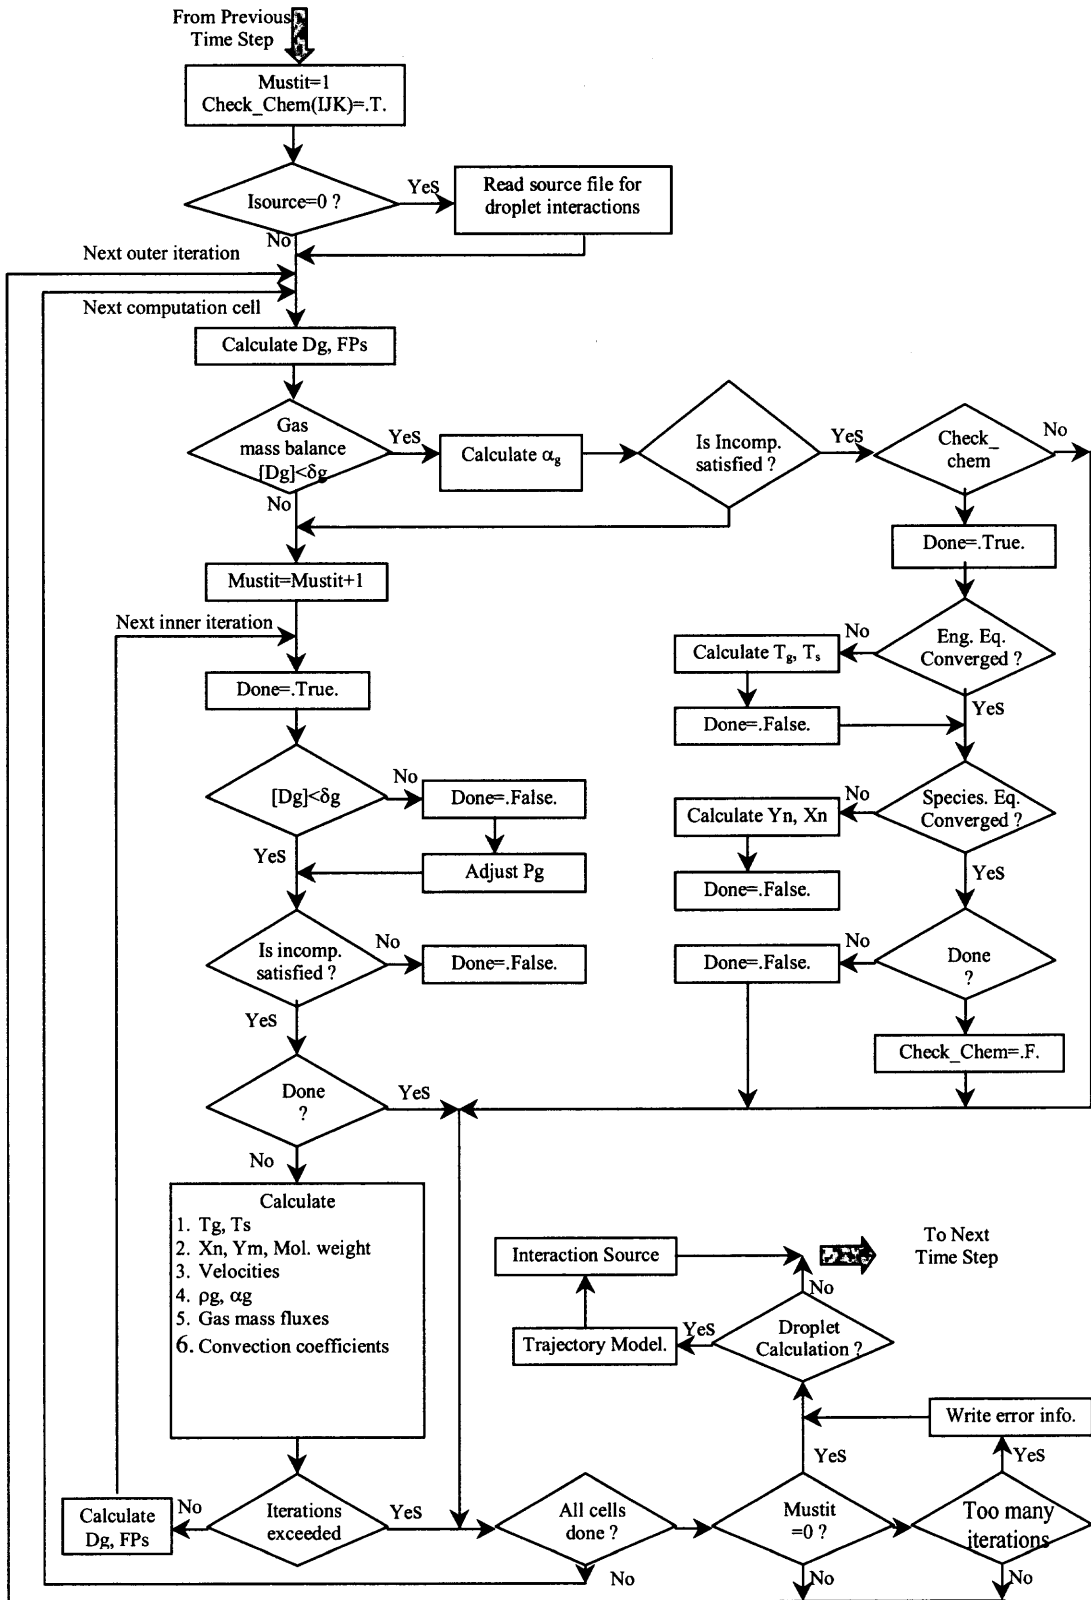 From Previous
Time Step
Mustit=1
Check_Chem(IJK)=.T.
Isource=0 ?
Yes
Read source file for
droplet interactions
No
Next outer iteration
Next computation cell
Calculate Dg, FPs
Gas
mass balance
[Dg]<δg
Yes
Calculate αg
Is Incomp.
satisfied ?
Yes
Check_
chem
No
No
Done=.True.
Mustit=Mustit+1
Next inner iteration
Eng. Eq.
Converged ?
No
Calculate Tg, Ts
Done=.True.
Yes
Done=.False.
[Dg]<δg
No
Done=.False.
Species. Eq.
Converged ?
No
Calculate Yn, Xn
Yes
Adjust Pg
Yes
Done=.False.
Is incomp.
satisfied ?
No
Done=.False.
Done
?
No
Done=.False.
Yes
Check_Chem=.F.
Done
?
Yes
No
Calculate
1. Tg, Ts
2. Xn, Ym, Mol. weight
3. Velocities
4. ρg, αg
5. Gas mass fluxes
6. Convection coefficients
Interaction Source
To Next
Time Step
No
Droplet
Calculation ?
Yes
Trajectory Model.
Write error info.
Yes
Yes
Calculate
Dg, FPs
No
Iterations
exceeded
Yes
All cells
done ?
Mustit
=0 ?
Too many
iterations
No
No
No